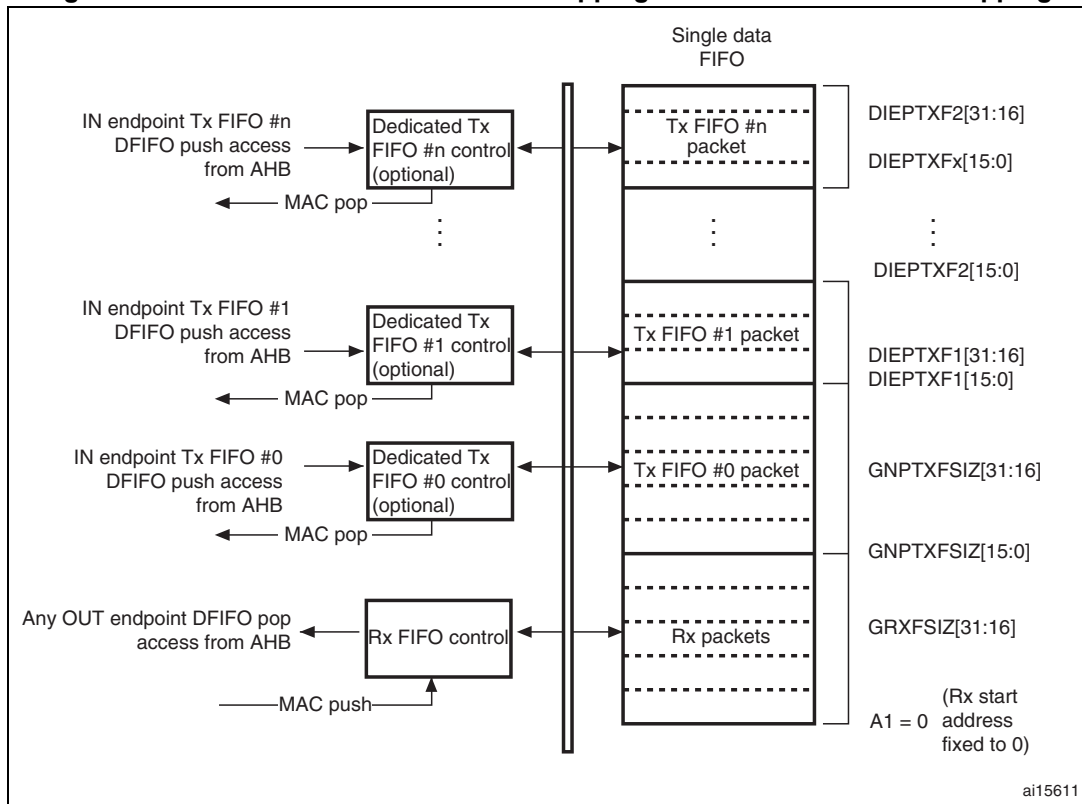 Single data
FIFO
IN endpoint Tx FIFO #n
DFIFO push access
from AHB
Dedicated Tx
FIFO #n control
(optional)
MAC pop
Tx FIFO #n
packet
DIEPTXF2[31:16]
DIEPTXFx[15:0]
DIEPTXF2[15:0]
IN endpoint Tx FIFO #1
DFIFO push access
from AHB
Dedicated Tx
FIFO #1 control
(optional)
MAC pop
Tx FIFO #1 packet
DIEPTXF1[31:16]
DIEPTXF1[15:0]
IN endpoint Tx FIFO #0
DFIFO push access
from AHB
Dedicated Tx
FIFO #0 control
(optional)
MAC pop
Tx FIFO #0 packet
GNPTXFSIZ[31:16]
GNPTXFSIZ[15:0]
Any OUT endpoint DFIFO pop
access from AHB
Rx FIFO control
MAC push
Rx packets
GRXFSIZ[31:16]
A1 = 0
(Rx start
address
fixed to 0)
ai15611